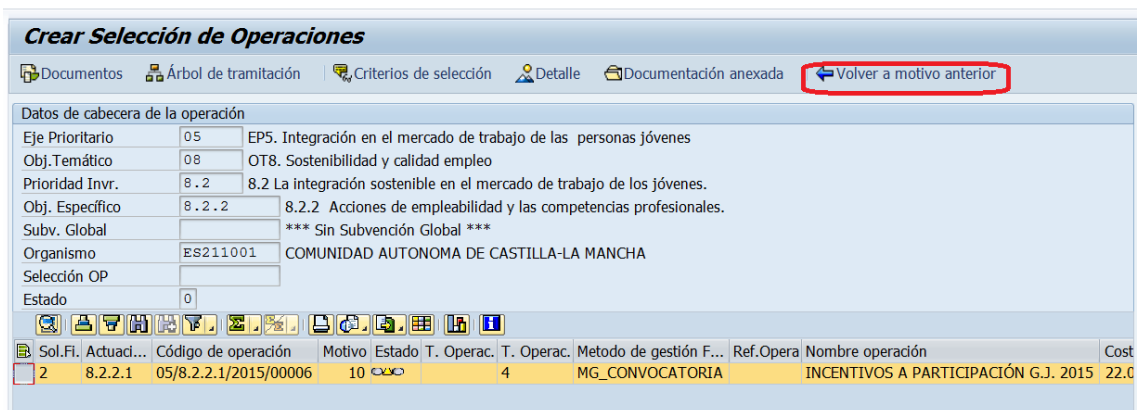 Crear Selección de Operaciones
Documentos Árbol de tramitación Criterios de selección Detalle Documentación anexada Volver a motivo anterior
Datos de cabecera de la operación
Eje Prioritario 05 EP5. Integración en el mercado de trabajo de las personas jóvenes
Obj.Temático 08 OT8. Sostenibilidad y calidad empleo
Prioridad Invr. 8.2 8.2 La integración sostenible en el mercado de trabajo de los jóvenes.
Obj. Específico 8.2.2 8.2.2 Acciones de empleabilidad y las competencias profesionales.
Subv. Global *** Sin Subvención Global ***
Organismo ES211001 COMUNIDAD AUTONOMA DE CASTILLA-LA MANCHA
Selección OP
Estado 0
Sol.Fi. Actuaci... Código de operación Motivo Estado T. Operac. T. Operac. Metodo de gestión F... Ref.Opera Nombre operación Cost
2 8.2.2.1 05/8.2.2.1/2015/00006 10 4 MG_CONVOCATORIA INCENTIVOS A PARTICIPACIÓN G.J. 2015 22.0